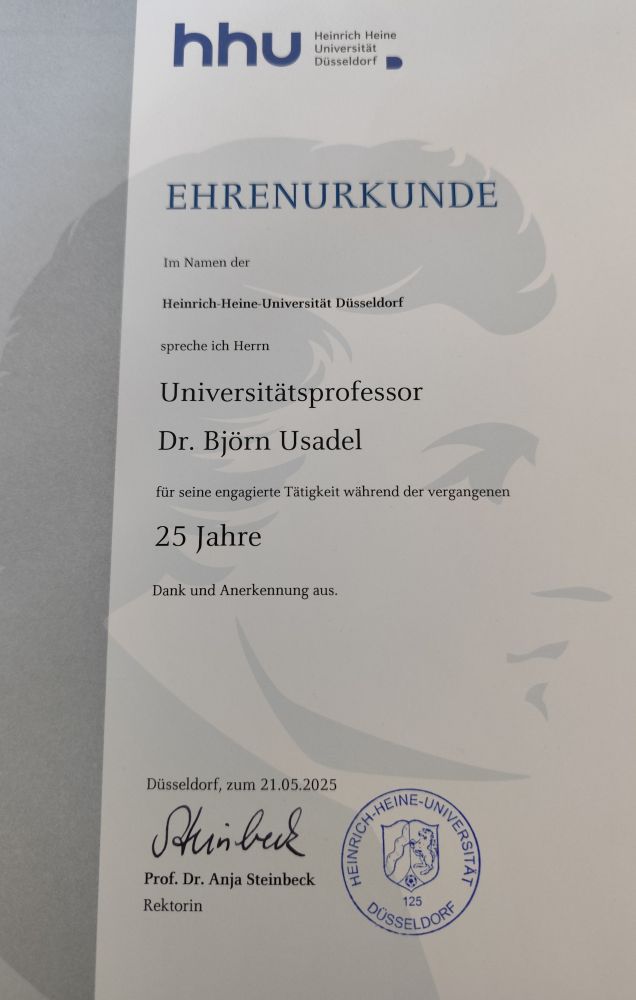 hhu
Heinrich Heine
Universität
Düsseldorf
EHRENURKUNDE
Im Namen der
Heinrich-Heine-Universität Düsseldorf
spreche ich Herrn
Universitätsprofessor
Dr. Björn Usadel
für seine engagierte Tätigkeit während der vergangenen
25 Jahre
Dank und Anerkennung aus.
Düsseldorf, zum 21.05.2025
Steinbeck
Prof. Dr. Anja Steinbeck
Rektorin
HEINRICH-HEINE-UNIVERSITÄT
125
DÜSSELDORF